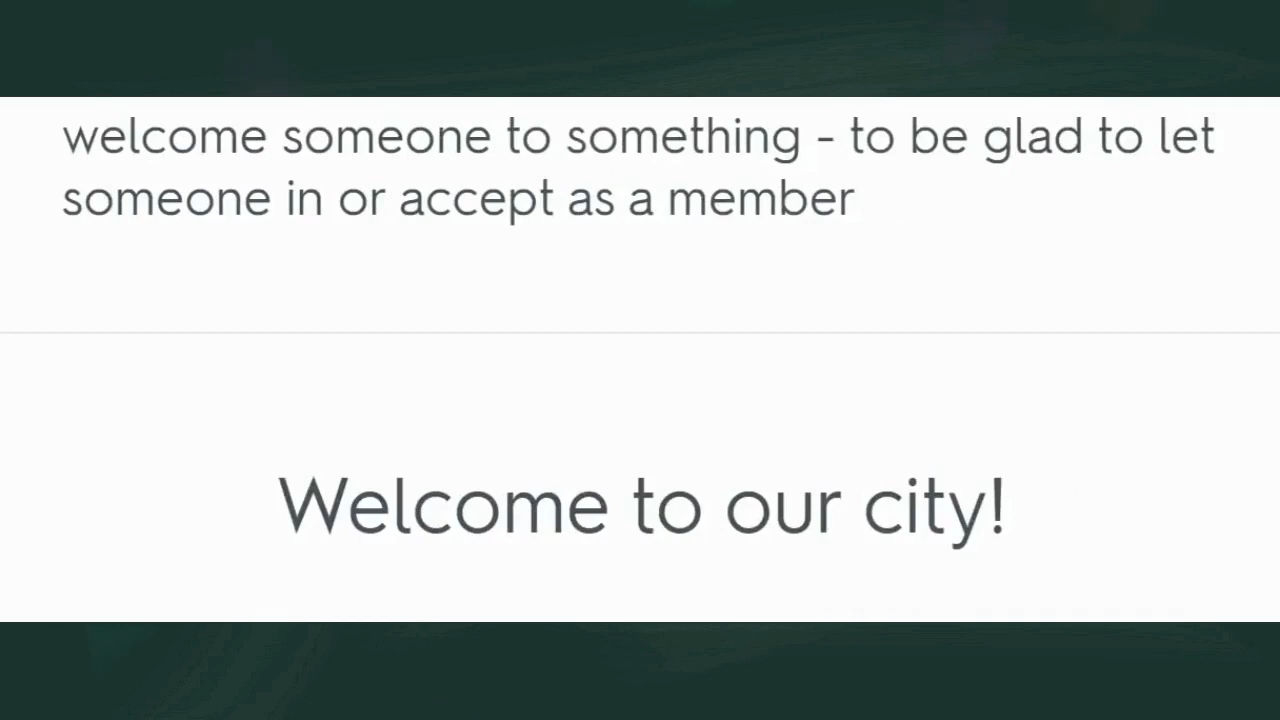 welcome someone to something - to be glad to let
someone in or accept as a member
Welcome to our city!